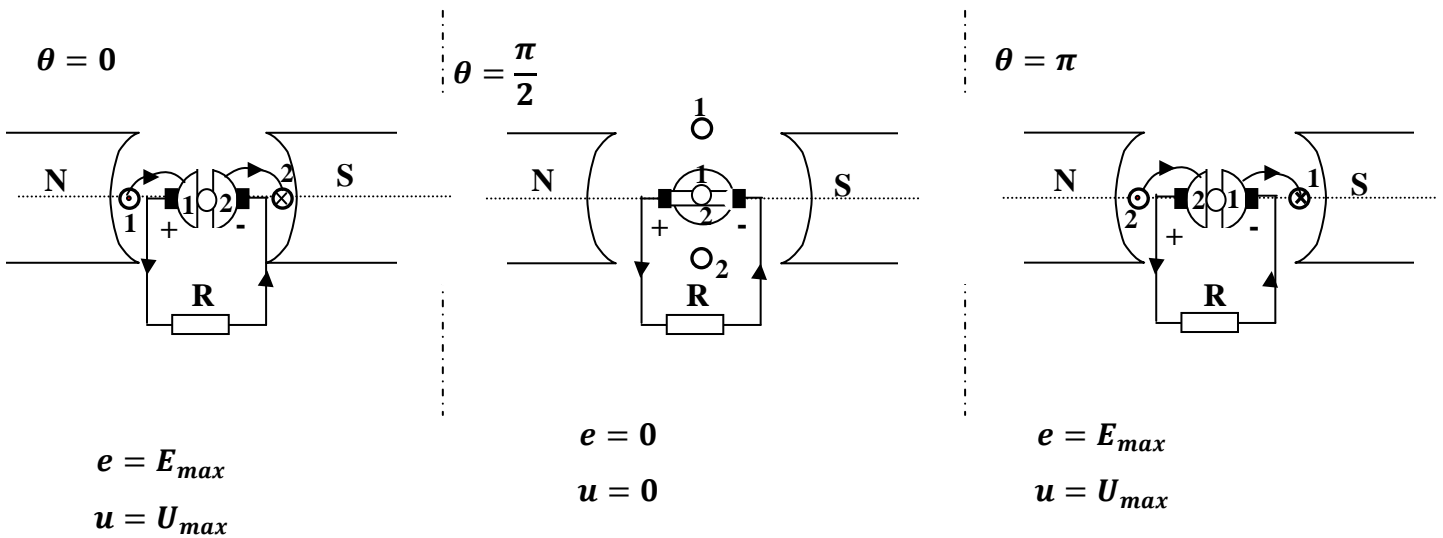 θ = 0
N
S
1
2
1
2
+
-
R
e = E_max
u = U_max
θ = π/2
1
N
S
1
2
+
-
2
R
e = 0
u = 0
θ = π
N
S
2
1
2
1
+
-
R
e = E_max
u = U_max